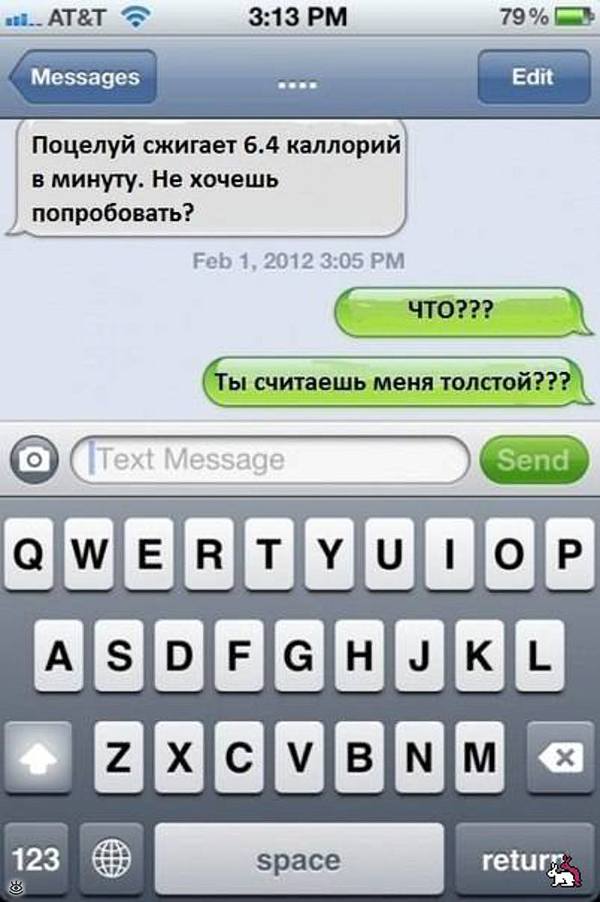 AT&T 3:13 PM 79%
Messages .... Edit
Поцелуй сжигает 6.4 каллорий
в минуту. Не хочешь
попробовать?
Feb 1, 2012 3:05 PM
ЧТО???
Ты считаешь меня толстой???
Text Message Send
Q W E R T Y U I O P
A S D F G H J K L
Z X C V B N M
123 space return